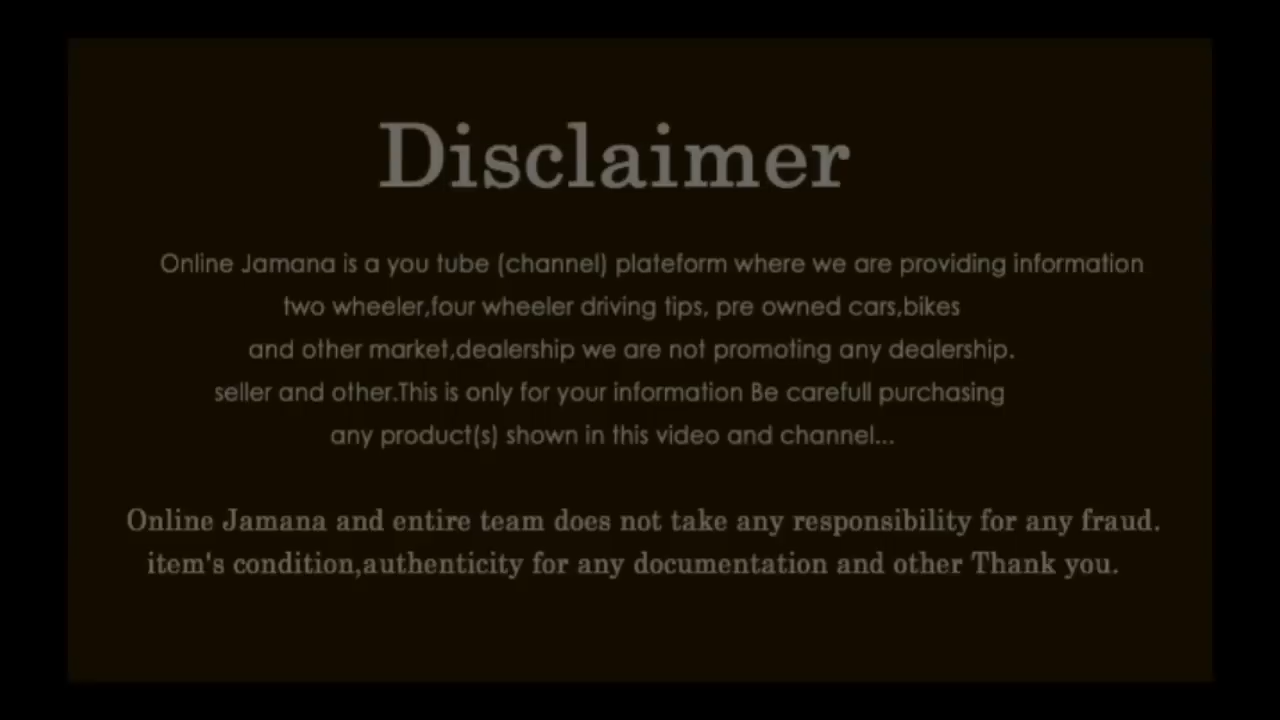 Disclaimer
Online Jamana is a you tube (channel) plateform where we are providing information
two wheeler,four wheeler driving tips, pre owned cars,bikes
and other market,dealership we are not promoting any dealership.
seller and other.This is only for your information Be carefull purchasing
any product(s) shown in this video and channel...
Online Jamana and entire team does not take any responsibility for any fraud.
item's condition,authenticity for any documentation and other Thank you.